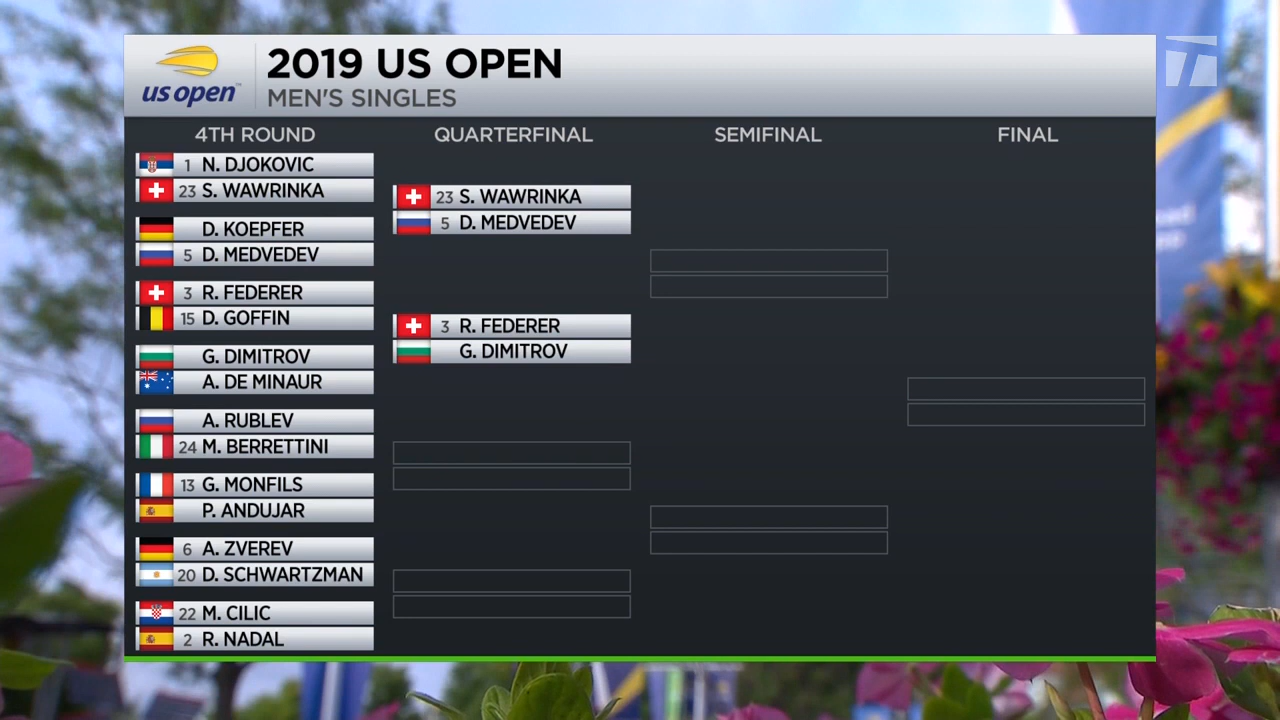 us open
2019 US OPEN
MEN'S SINGLES
4TH ROUND
1 N. DJOKOVIC
23 S. WAWRINKA
D. KOEPFER
5 D. MEDVEDEV
3 R. FEDERER
15 D. GOFFIN
G. DIMITROV
A. DE MINAUR
A. RUBLEV
24 M. BERRETTINI
13 G. MONFILS
P. ANDUJAR
6 A. ZVEREV
20 D. SCHWARTZMAN
22 M. CILIC
2 R. NADAL
QUARTERFINAL
23 S. WAWRINKA
5 D. MEDVEDEV
3 R. FEDERER
G. DIMITROV
SEMIFINAL
FINAL
T